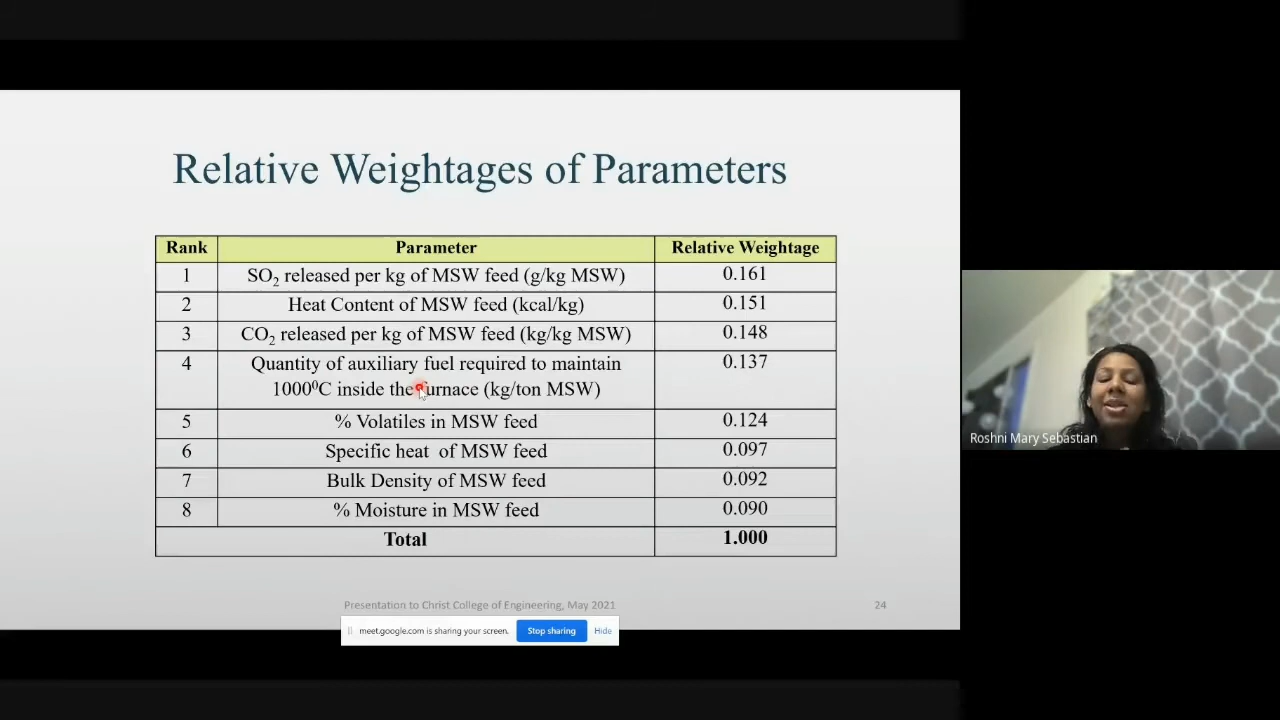 Relative Weightages of Parameters
Rank Parameter Relative Weightage
1 SO₂ released per kg of MSW feed (g/kg MSW) 0.161
2 Heat Content of MSW feed (kcal/kg) 0.151
3 CO₂ released per kg of MSW feed (kg/kg MSW) 0.148
4 Quantity of auxiliary fuel required to maintain 0.137
1000⁰C inside the furnace (kg/ton MSW)
5 % Volatiles in MSW feed 0.124
6 Specific heat of MSW feed 0.097
7 Bulk Density of MSW feed 0.092
8 % Moisture in MSW feed 0.090
Total 1.000
Presentation to Christ College of Engineering, May 2021 24
meet.google.com is sharing your screen. Stop sharing Hide
Roshni Mary Sebastian